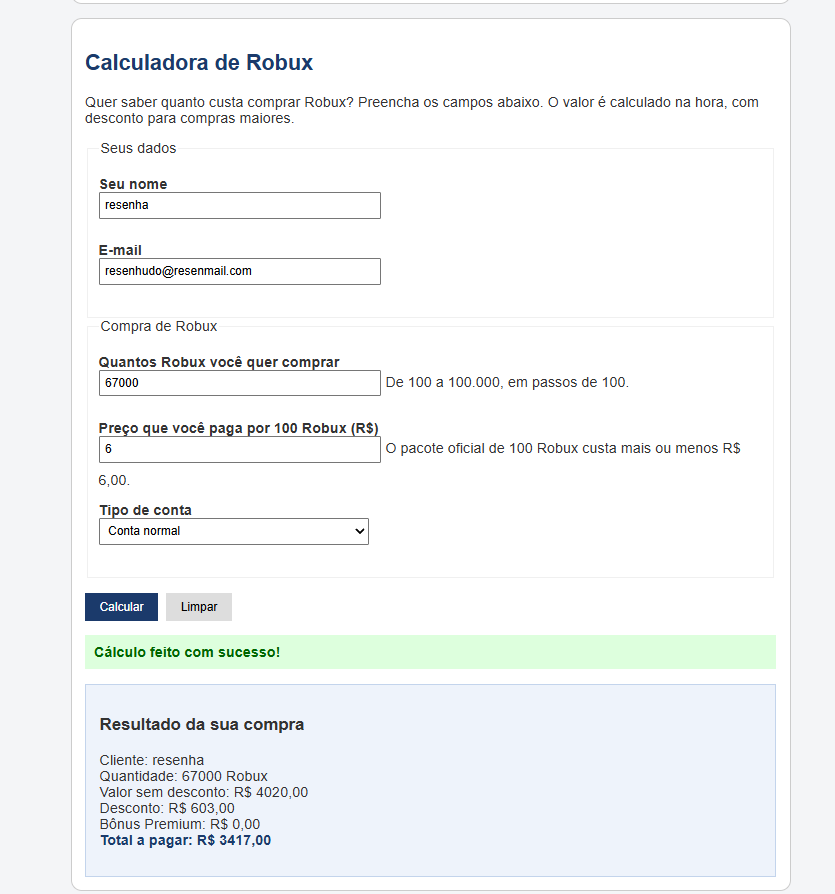 Calculadora de Robux
Quer saber quanto custa comprar Robux? Preencha os campos abaixo. O valor é calculado na hora, com
desconto para compras maiores.
Seus dados
Seu nome
resenha
E-mail
resenhudo@resenmail.com
Compra de Robux
Quantos Robux você quer comprar
67000 De 100 a 100.000, em passos de 100.
Preço que você paga por 100 Robux (R$)
6 O pacote oficial de 100 Robux custa mais ou menos R$
6,00.
Tipo de conta
Conta normal
Calcular Limpar
Cálculo feito com sucesso!
Resultado da sua compra
Cliente: resenha
Quantidade: 67000 Robux
Valor sem desconto: R$ 4020,00
Desconto: R$ 603,00
Bônus Premium: R$ 0,00
Total a pagar: R$ 3417,00